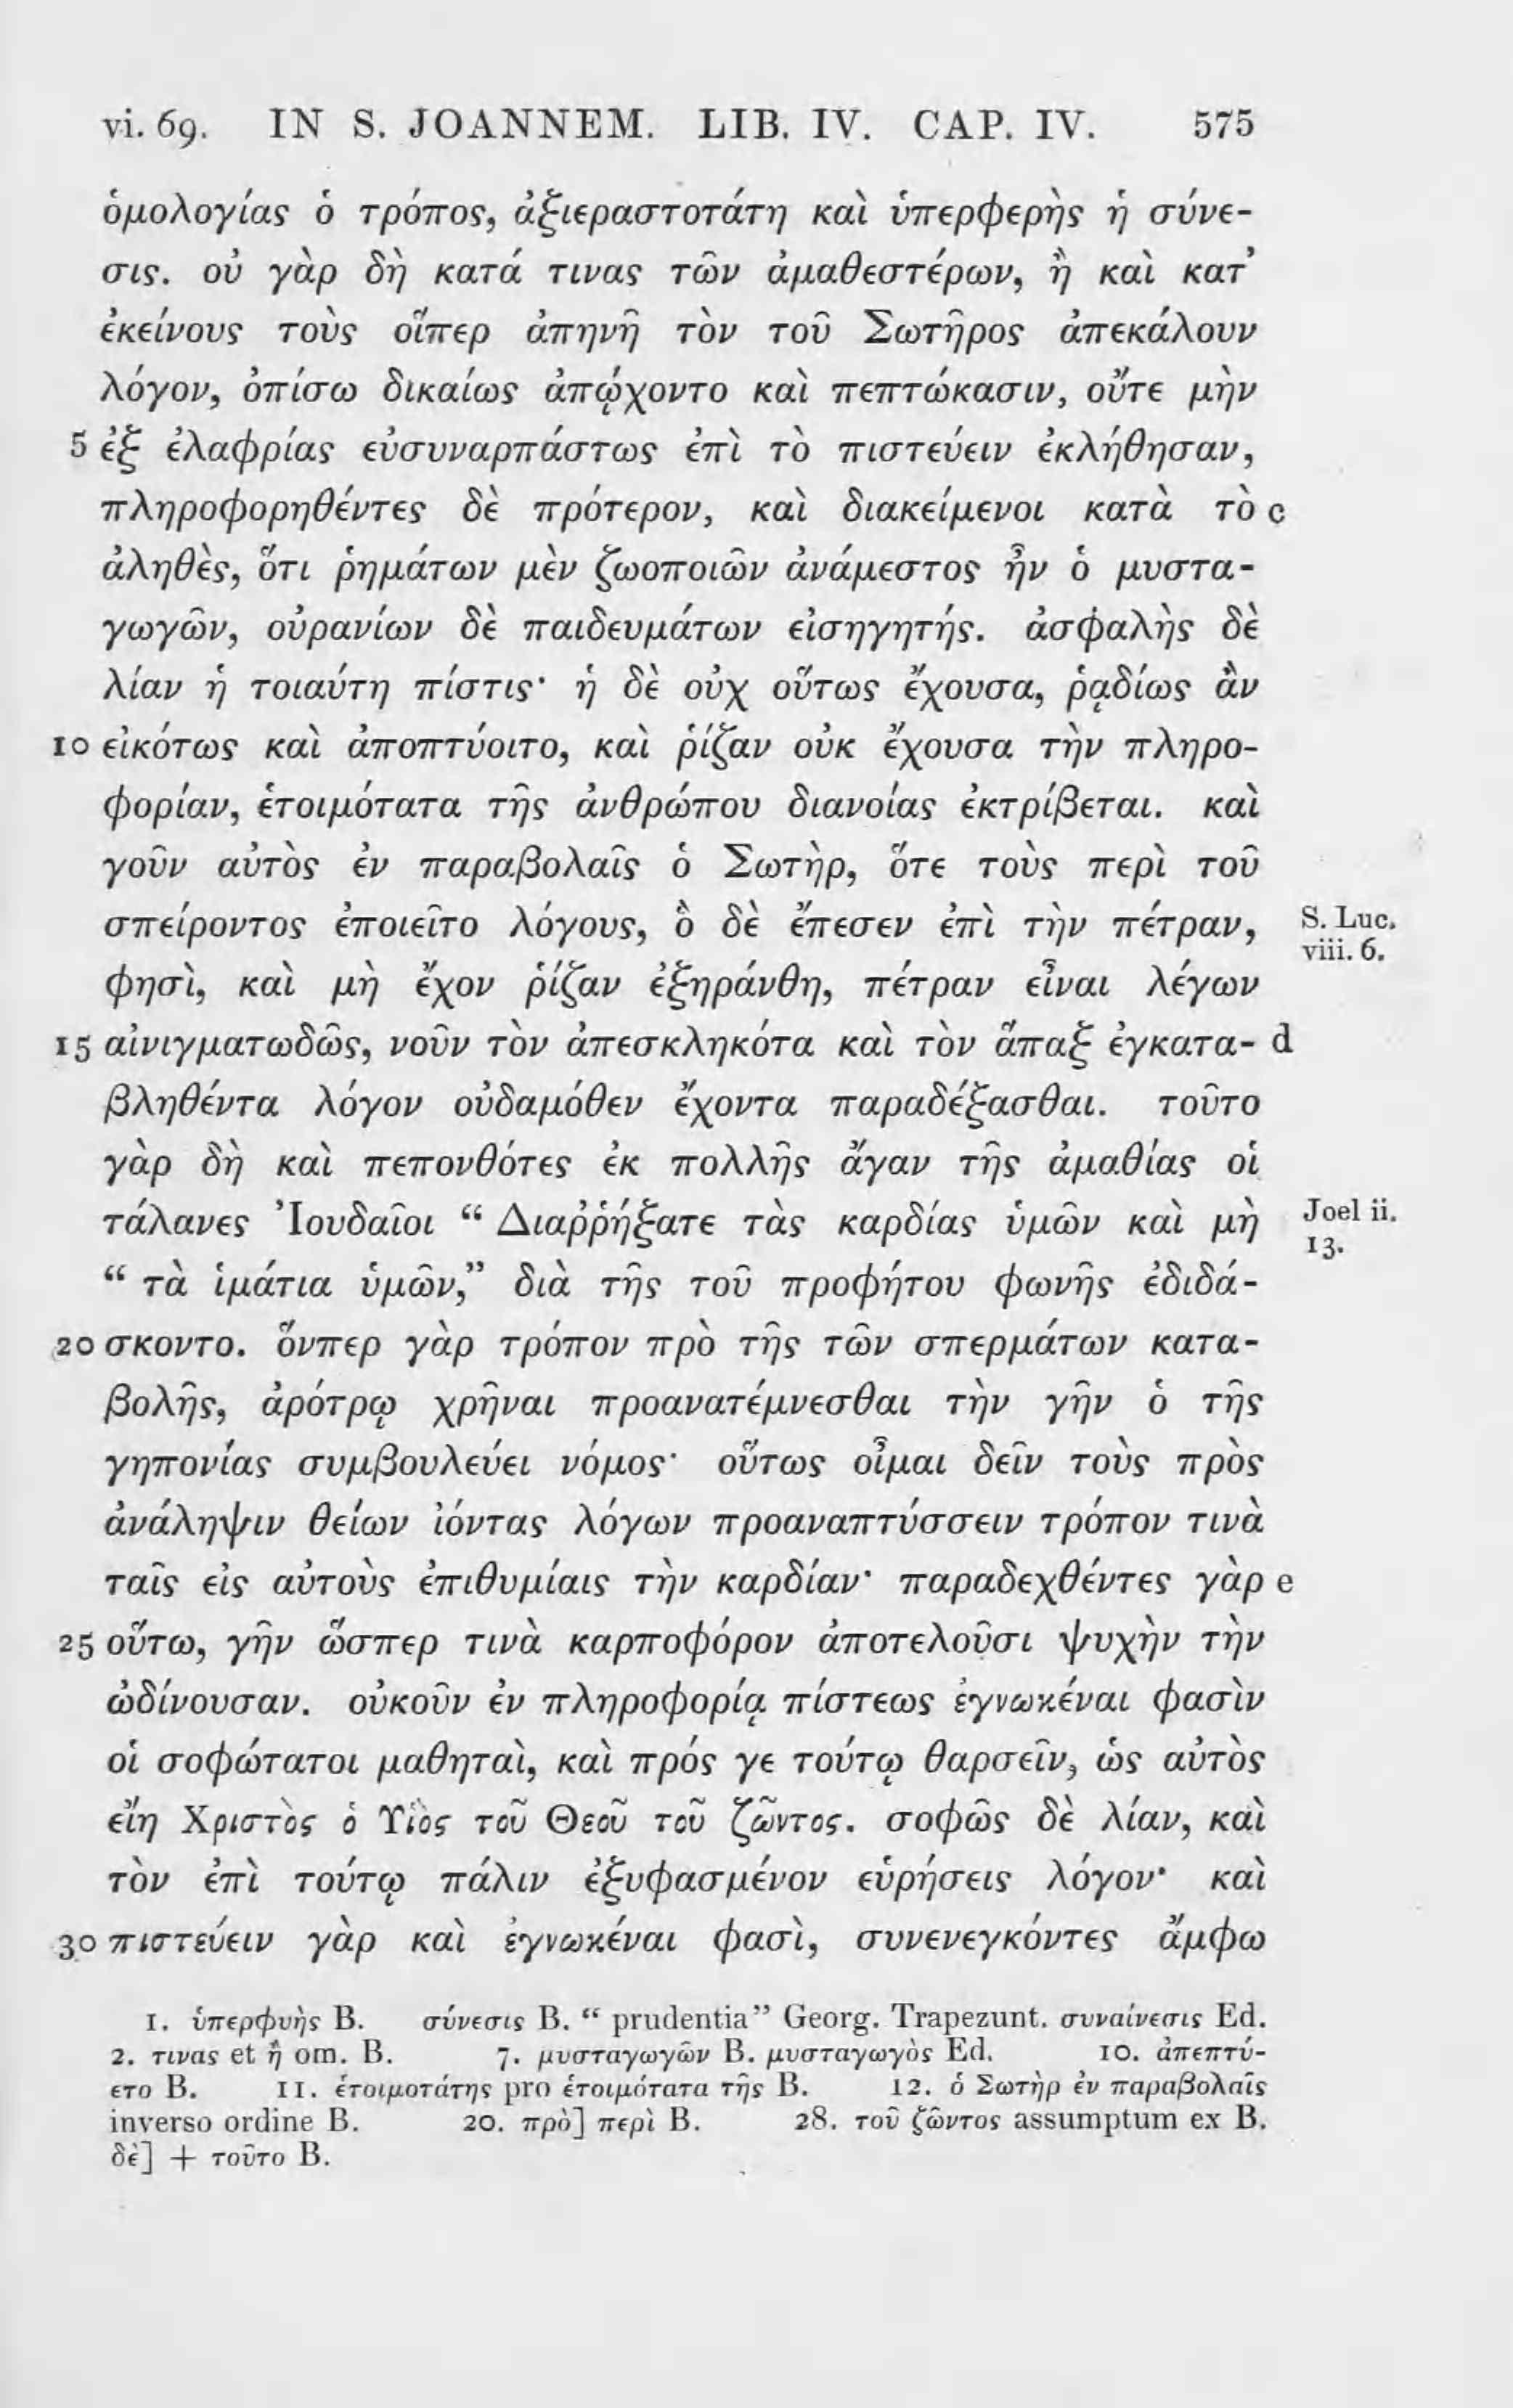 vi. 69. IN S. JOANNEM. LIB. IV. CAP. IV. 575
ὁμολογίας ὁ τρόπος, ἀξιεραστοτάτη καὶ ὑπερφερὴς ἡ σύνε-
σις. οὐ γὰρ δὴ κατά τινας τῶν ἀμαθεστέρων, ἢ καὶ κατ’
ἐκείνους τοὺς οἵπερ ἀπηνῆ τὸν τοῦ Σωτῆρος ἀπεκάλουν
λόγον, ὀπίσω δικαίως ἀπῴχοντο καὶ πεπτώκασιν, οὔτε μὴν
5 ἐξ ἐλαφρίας εὐσυναρπάστως ἐπὶ τὸ πιστεύειν ἐκλήθησαν,
πληροφορηθέντες δὲ πρότερον, καὶ διακείμενοι κατὰ τὸ c
ἀληθὲς, ὅτι ῥημάτων μὲν ζωοποιῶν ἀνάμεστος ἦν ὁ μυστα-
γωγῶν, οὐρανίων δὲ παιδευμάτων εἰσηγητής. ἀσφαλὴς δὲ
λίαν ἡ τοιαύτη πίστις· ἡ δὲ οὐχ οὕτως ἔχουσα, ῥᾳδίως ἂν
10 εἰκότως καὶ ἀποπτύοιτο, καὶ ῥίζαν οὐκ ἔχουσα τὴν πληρο-
φορίαν, ἑτοιμότατα τῆς ἀνθρώπου διανοίας ἐκτρίβεται. καὶ
γοῦν αὐτὸς ἐν παραβολαῖς ὁ Σωτὴρ, ὅτε τοὺς περὶ τοῦ
σπείροντος ἐποιεῖτο λόγους, ὃ δὲ ἔπεσεν ἐπὶ τὴν πέτραν, S. Luc.
viii. 6.
φησὶ, καὶ μὴ ἔχον ῥίζαν ἐξηράνθη, πέτραν εἶναι λέγων
15 αἰνιγματωδῶς, νοῦν τὸν ἀπεσκληκότα καὶ τὸν ἅπαξ ἐγκατα- d
βληθέντα λόγον οὐδαμόθεν ἔχοντα παραδέξασθαι. τοῦτο
γὰρ δὴ καὶ πεπονθότες ἐκ πολλῆς ἄγαν τῆς ἀμαθίας οἱ
τάλανες Ἰουδαῖοι “ Διαῤῥήξατε τὰς καρδίας ὑμῶν καὶ μὴ Joel ii.
13.
“ τὰ ἱμάτια ὑμῶν,” διὰ τῆς τοῦ προφήτου φωνῆς ἐδιδά-
20 σκοντο. ὅνπερ γὰρ τρόπον πρὸ τῆς τῶν σπερμάτων κατα-
βολῆς, ἀρότρῳ χρῆναι προανατέμνεσθαι τὴν γῆν ὁ τῆς
γηπονίας συμβουλεύει νόμος· οὕτως οἶμαι δεῖν τοὺς πρὸς
ἀνάληψιν θείων ἰόντας λόγων προαναπτύσσειν τρόπον τινὰ
ταῖς εἰς αὐτοὺς ἐπιθυμίαις τὴν καρδίαν· παραδεχθέντες γὰρ e
25 οὕτω, γῆν ὥσπερ τινὰ καρποφόρον ἀποτελοῦσι ψυχὴν τὴν
ὠδίνουσαν. οὐκοῦν ἐν πληροφορίᾳ πίστεως ἐγνωκέναι φασὶν
οἱ σοφώτατοι μαθηταὶ, καὶ πρός γε τούτῳ θαρσεῖν, ὡς αὐτὸς
εἴη Χριστὸς ὁ Υἱὸς τοῦ Θεοῦ τοῦ ζῶντος. σοφῶς δὲ λίαν, καὶ
τὸν ἐπὶ τούτῳ πάλιν ἐξυφασμένον εὑρήσεις λόγον· καὶ
30 πιστεύειν γὰρ καὶ ἐγνωκέναι φασὶ, συνενεγκόντες ἄμφω
1. ὑπερφυὴς B. σύνεσις B. “ prudentia” Georg. Trapezunt. συναίνεσις Ed.
2. τινας et ἢ om. B. 7. μυσταγωγῶν B. μυσταγωγὸς Ed. 10. ἀπεπτύ-
ετο B. 11. ἑτοιμοτάτης pro ἑτοιμότατα τῆς B. 12. ὁ Σωτὴρ ἐν παραβολαῖς
inverso ordine B. 20. πρὸ] περὶ B. 28. τοῦ ζῶντος assumptum ex B.
δὲ] + τοῦτο B.